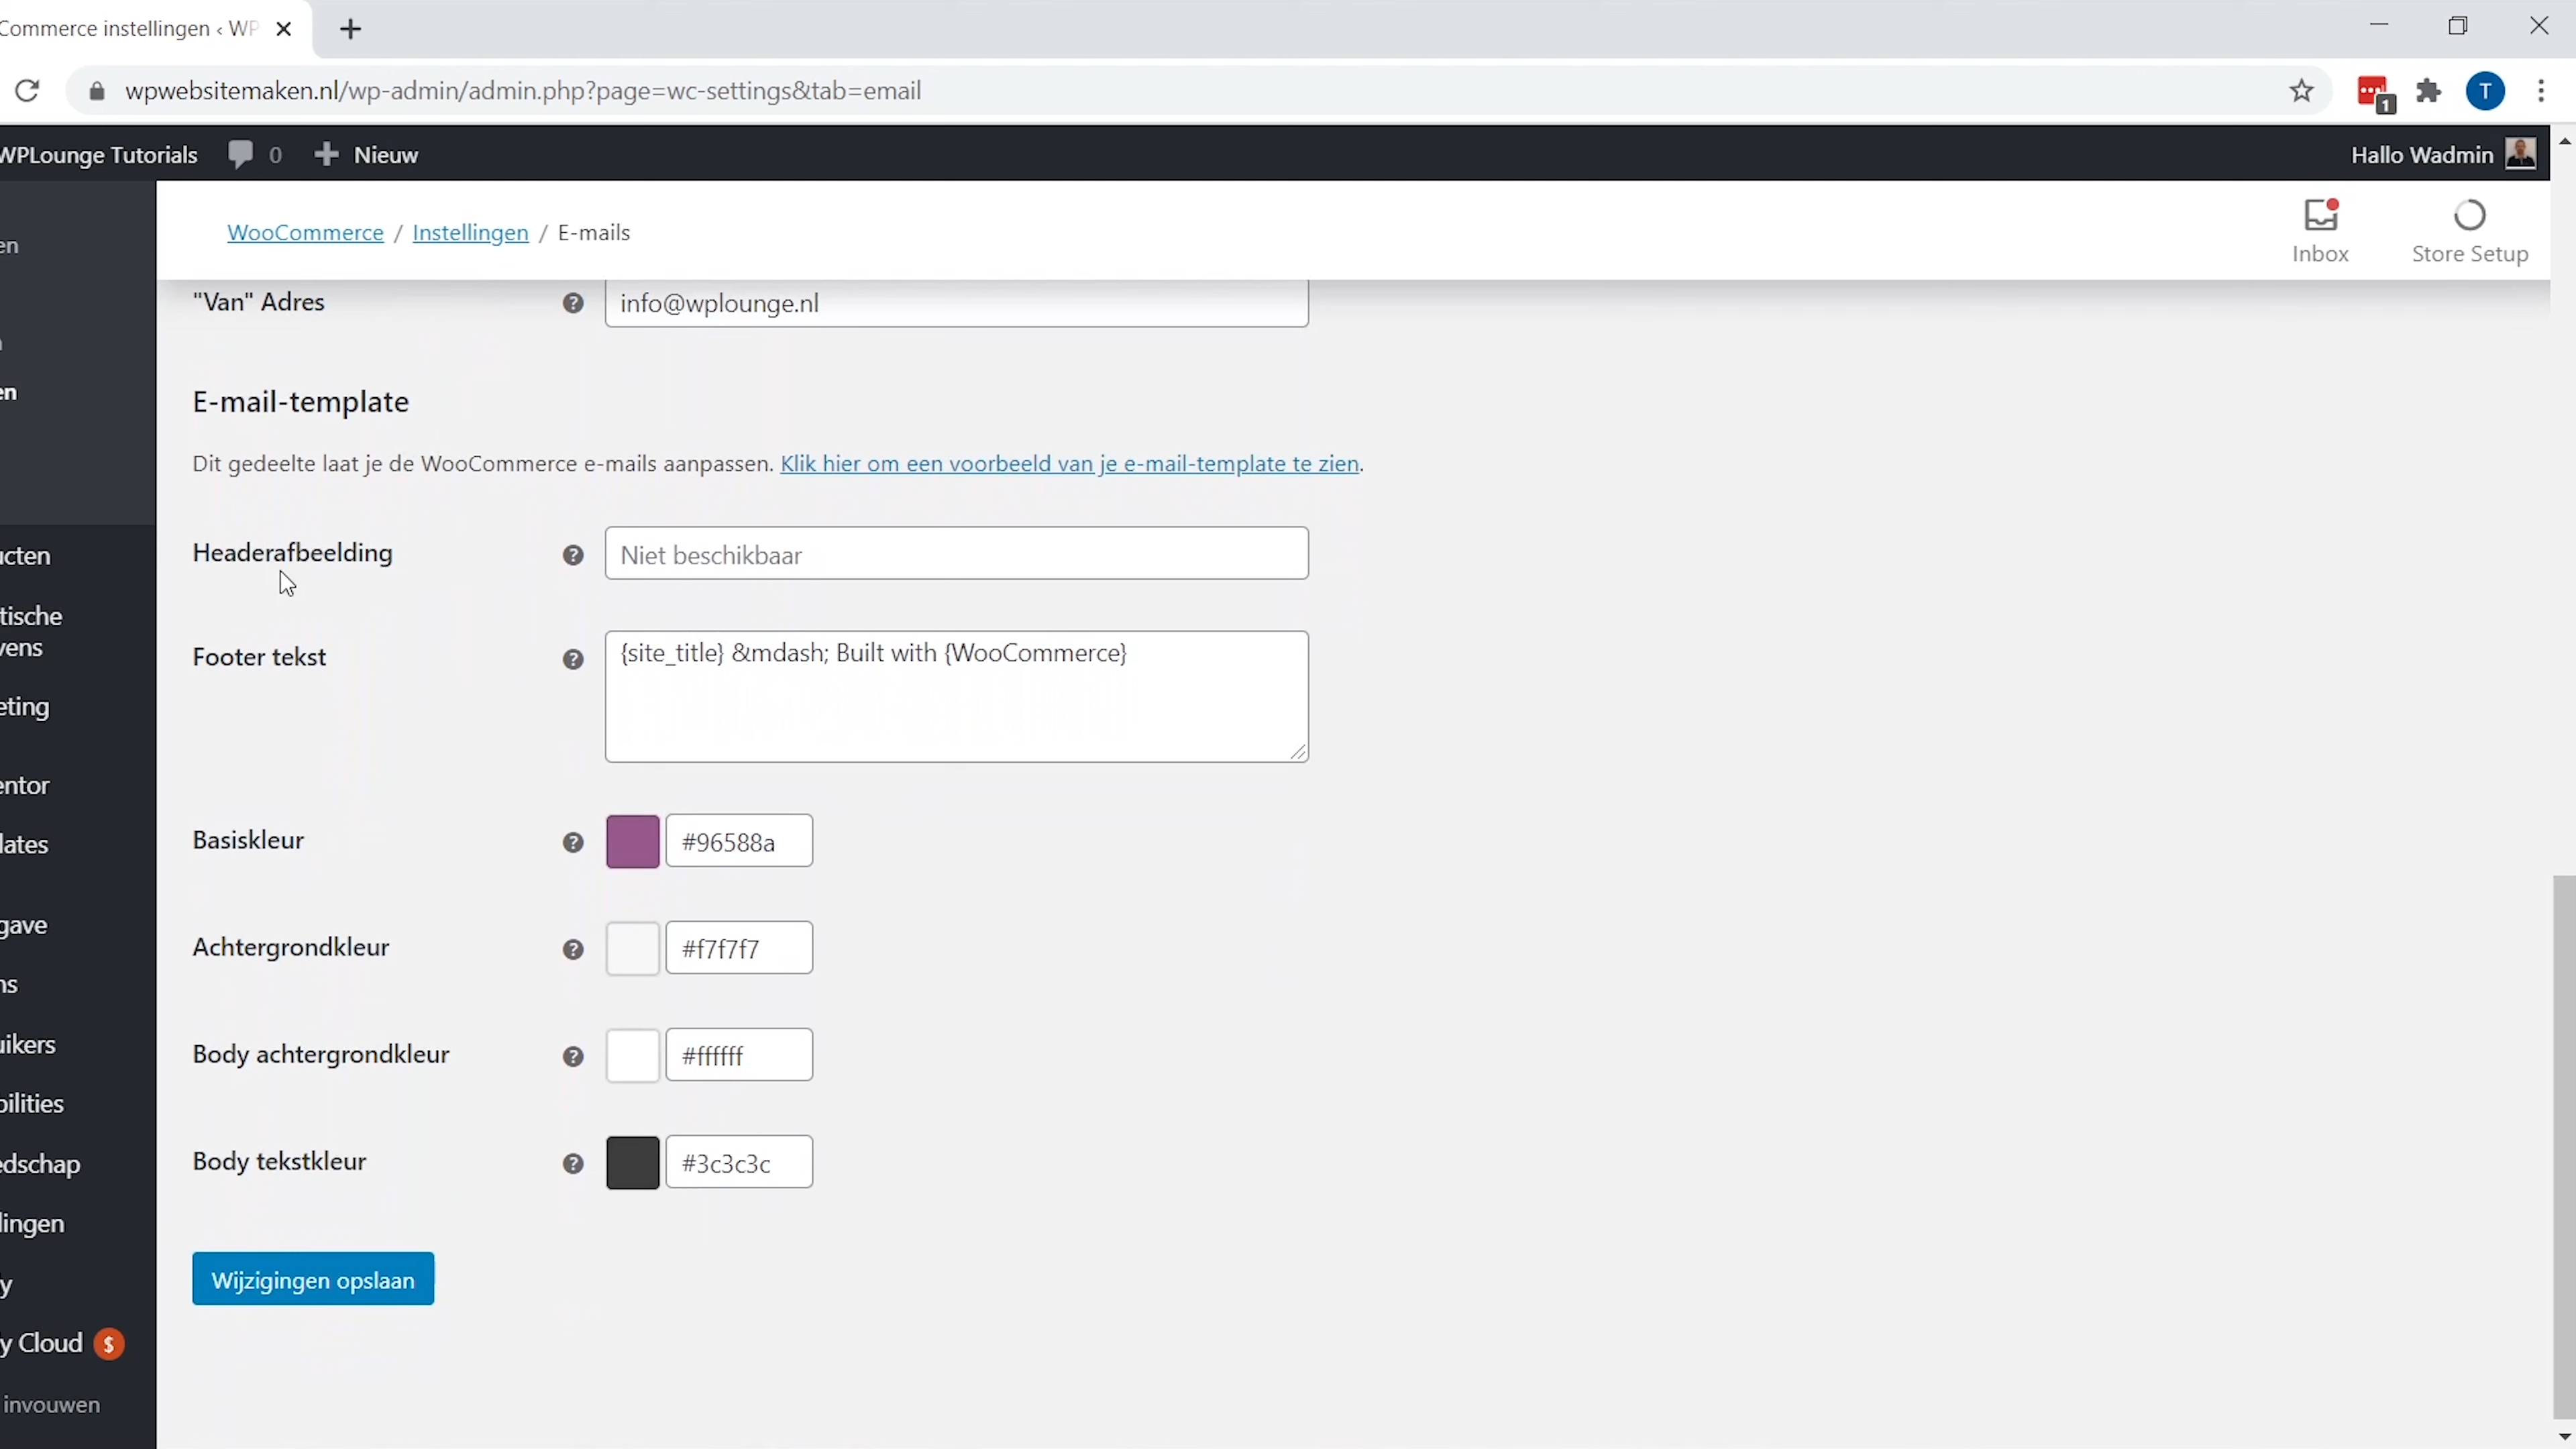 Commerce instellingen ‹ WP
wpwebsitemaken.nl/wp-admin/admin.php?page=wc-settings&tab=email
1
T
WPLounge Tutorials 0 Nieuw
Hallo Wadmin
WooCommerce / Instellingen / E-mails
Inbox
Store Setup
en
en
ucten
tische
vens
eting
entor
lates
gave
ns
uikers
bilities
edschap
lingen
y
y Cloud $
invouwen
"Van" Adres ? info@wplounge.nl
E-mail-template
Dit gedeelte laat je de WooCommerce e-mails aanpassen. Klik hier om een voorbeeld van je e-mail-template te zien.
Headerafbeelding ? Niet beschikbaar
Footer tekst ? {site_title} &mdash; Built with {WooCommerce}
Basiskleur ? #96588a
Achtergrondkleur ? #f7f7f7
Body achtergrondkleur ? #ffffff
Body tekstkleur ? #3c3c3c
Wijzigingen opslaan